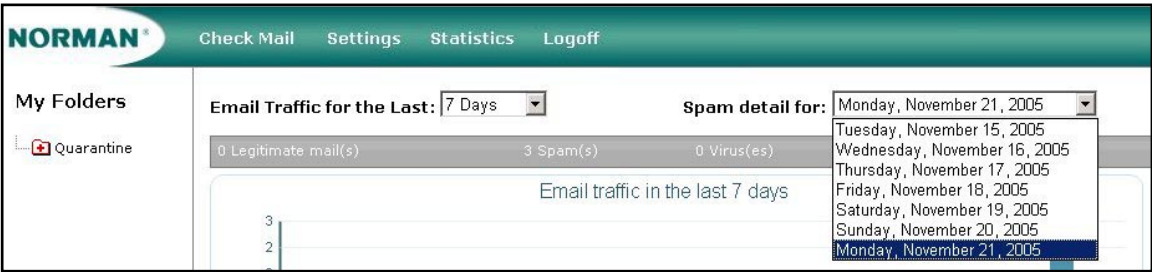 NORMAN®
Check Mail Settings Statistics Logoff
My Folders
Quarantine
Email Traffic for the Last: 7 Days
Spam detail for: Monday, November 21, 2005
Tuesday, November 15, 2005
Wednesday, November 16, 2005
Thursday, November 17, 2005
Friday, November 18, 2005
Saturday, November 19, 2005
Sunday, November 20, 2005
Monday, November 21, 2005
0 Legitimate mail(s) 3 Spam(s) 0 Virus(es)
Email traffic in the last 7 days
3
2